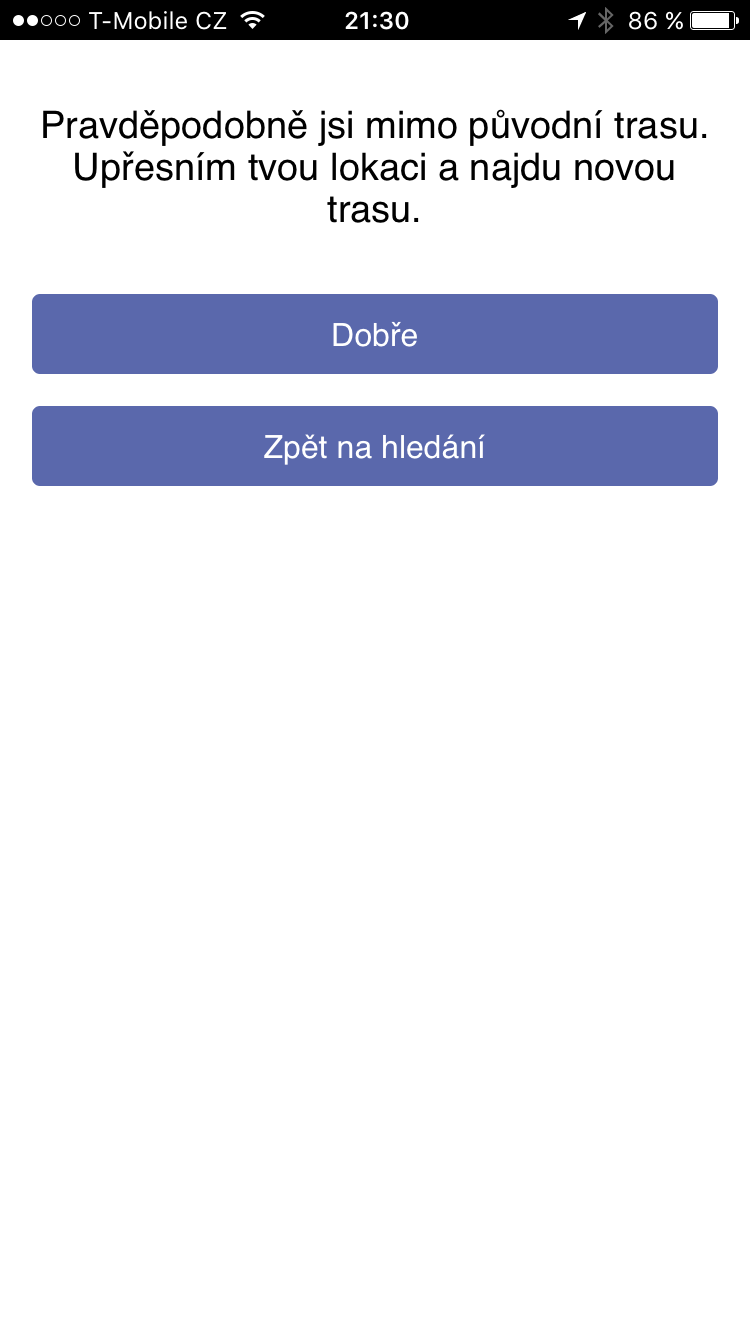 T-Mobile CZ 21:30 86 %
Pravděpodobně jsi mimo původní trasu.
Upřesním tvou lokaci a najdu novou
trasu.
Dobře
Zpět na hledání